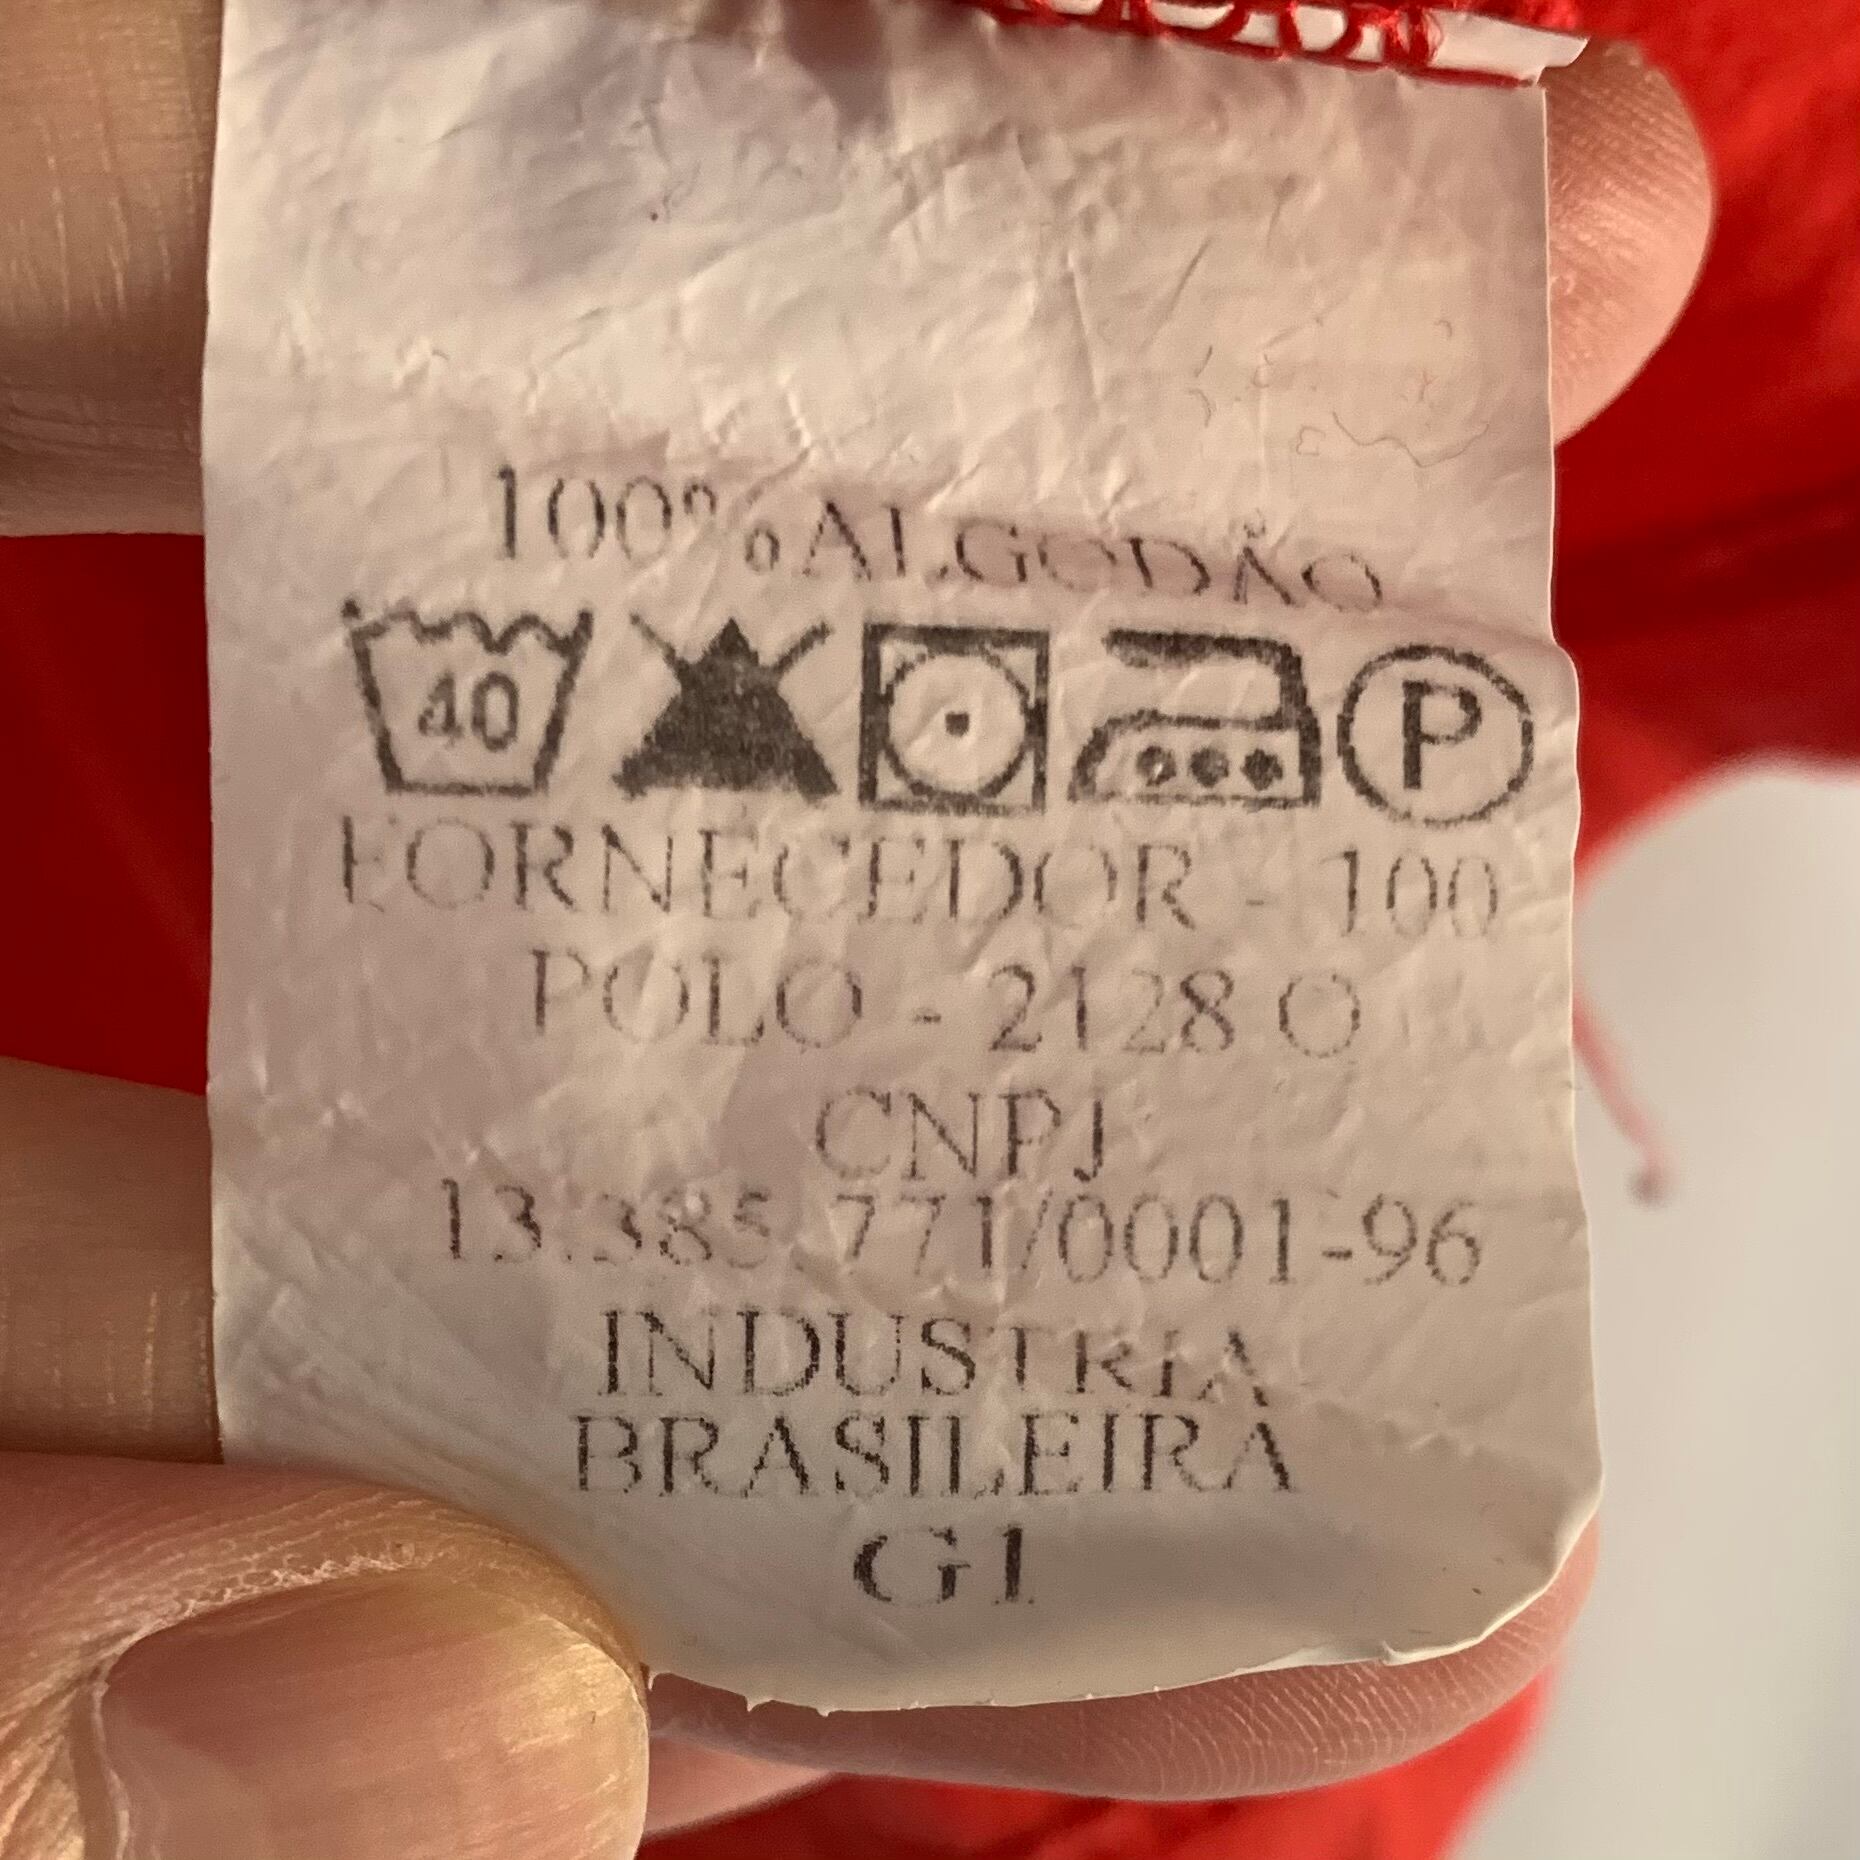 100% ALGODÃO
40 P
FORNECEDOR - 100
POLO - 2128 O
CNPJ
13.385.771/0001-96
INDUSTRIA
BRASILEIRA
G1